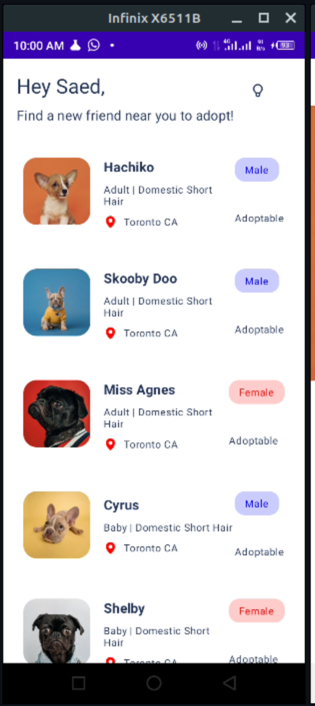 Infinix X6511B
10:00 AM
93
Hey Saed,
Find a new friend near you to adopt!
Hachiko
Male
Adult | Domestic Short
Hair
Toronto CA
Adoptable
Skooby Doo
Male
Adult | Domestic Short
Hair
Toronto CA
Adoptable
Miss Agnes
Female
Adult | Domestic Short
Hair
Toronto CA
Adoptable
Cyrus
Male
Baby | Domestic Short Hair
Toronto CA
Adoptable
Shelby
Female
Baby | Domestic Short
Hair
Toronto CA
Adoptable